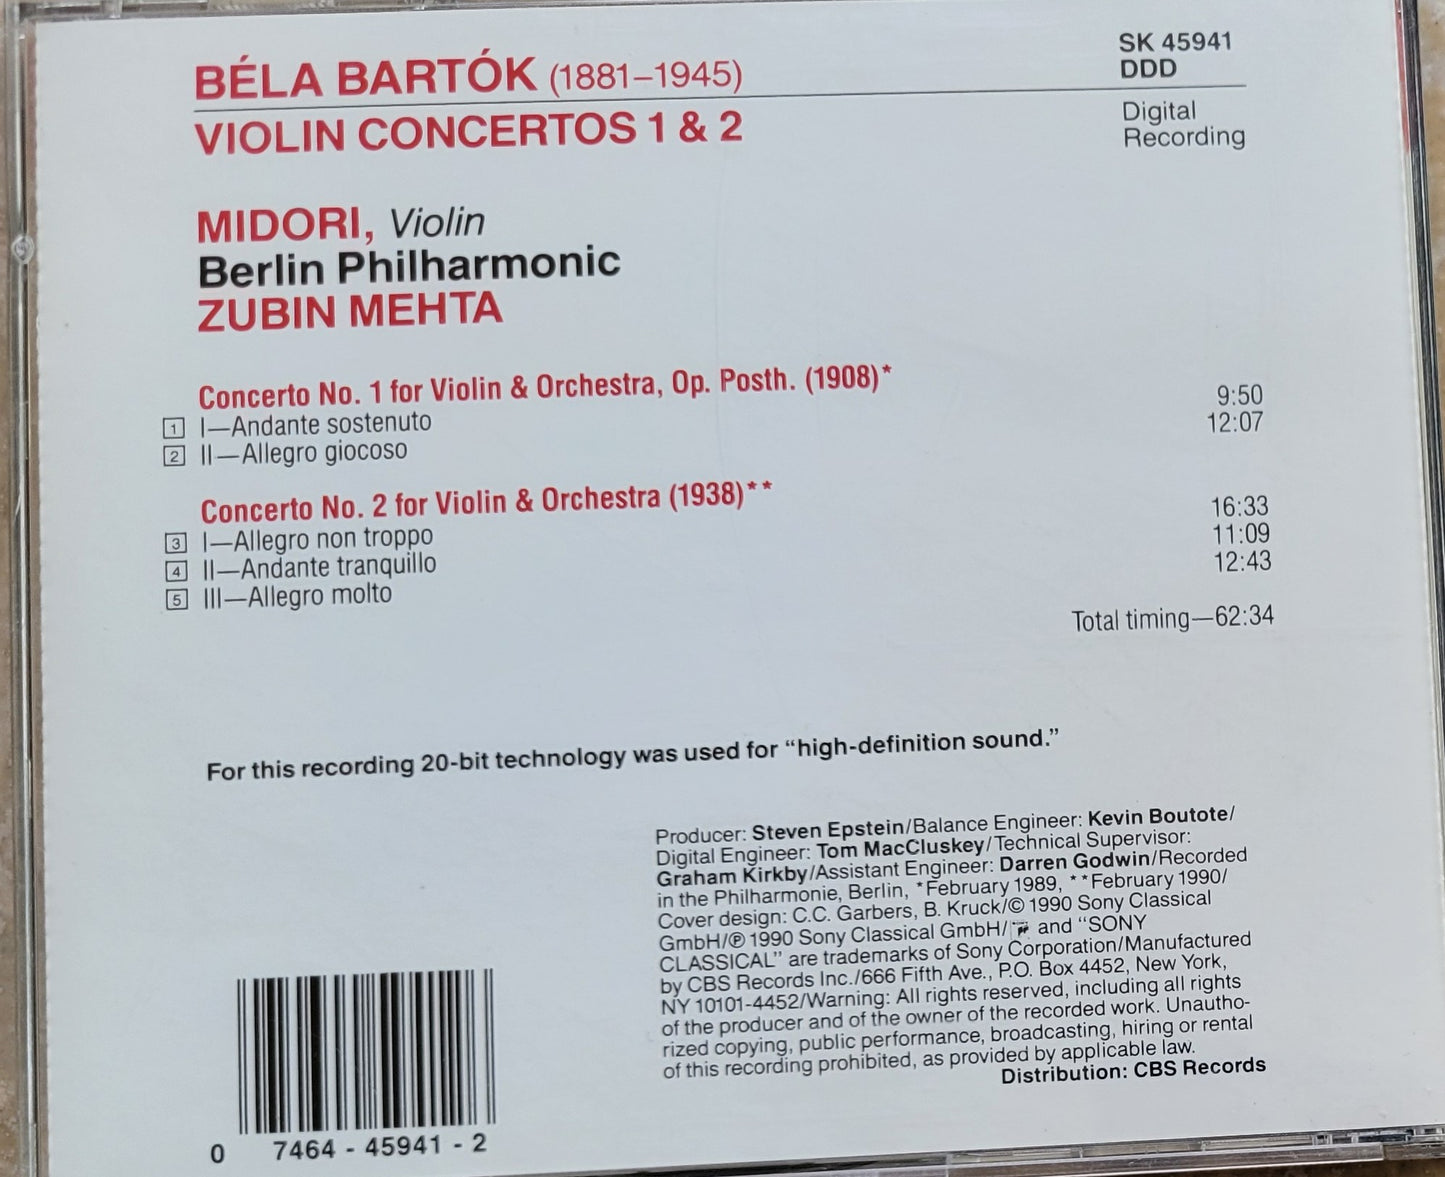 BÉLA BARTÓK (1881–1945)
VIOLIN CONCERTOS 1 & 2
SK 45941
DDD
Digital
Recording
MIDORI, Violin
Berlin Philharmonic
ZUBIN MEHTA
Concerto No. 1 for Violin & Orchestra, Op. Posth. (1908)*
1 I—Andante sostenuto 9:50
2 II—Allegro giocoso 12:07
Concerto No. 2 for Violin & Orchestra (1938)**
3 I—Allegro non troppo 16:33
4 II—Andante tranquillo 11:09
5 III—Allegro molto 12:43
Total timing—62:34
For this recording 20-bit technology was used for “high-definition sound.”
Producer: Steven Epstein/Balance Engineer: Kevin Boutote/
Digital Engineer: Tom MacCluskey/Technical Supervisor:
Graham Kirkby/Assistant Engineer: Darren Godwin/Recorded
in the Philharmonie, Berlin, *February 1989, **February 1990/
Cover design: C.C. Garbers, B. Kruck/© 1990 Sony Classical
GmbH/℗ 1990 Sony Classical GmbH/ and “SONY
CLASSICAL” are trademarks of Sony Corporation/Manufactured
by CBS Records Inc./666 Fifth Ave., P.O. Box 4452, New York,
NY 10101-4452/Warning: All rights reserved, including all rights
of the producer and of the owner of the recorded work. Unautho-
rized copying, public performance, broadcasting, hiring or rental
of this recording prohibited, as provided by applicable law.
Distribution: CBS Records
0 7464 - 45941 - 2